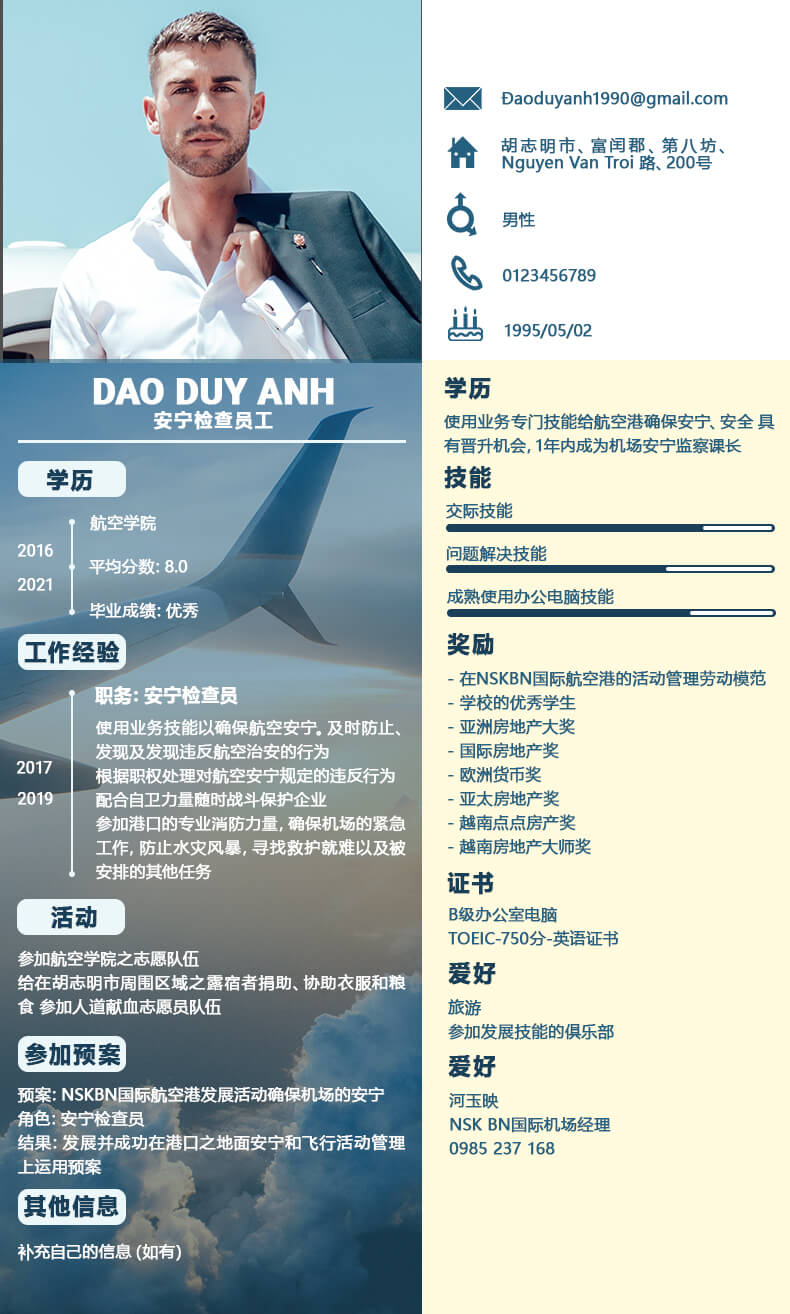 Đaoduyanh1990@gmail.com
胡志明市、富闰郡、第八坊、
Nguyen Van Troi 路、200号
男性
0123456789
1995/05/02
DAO DUY ANH
安宁检查员工
学历
2016
2021
航空学院
平均分数: 8.0
毕业成绩: 优秀
工作经验
2017
2019
职务: 安宁检查员
使用业务技能以确保航空安宁。及时防止、
发现及发现违反航空治安的行为
根据职权处理对航空安宁规定的违反行为
配合自卫力量随时战斗保护企业
参加港口的专业消防力量, 确保机场的紧急
工作, 防止水灾风暴, 寻找救护就难以及被
安排的其他任务
活动
参加航空学院之志愿队伍
给在胡志明市周围区域之露宿者捐助、协助衣服和粮
食 参加人道献血志愿员队伍
参加预案
预案: NSKBN国际航空港发展活动确保机场的安宁
角色: 安宁检查员
结果: 发展并成功在港口之地面安宁和飞行活动管理
上运用预案
其他信息
补充自己的信息 (如有)
学历
使用业务专门技能给航空港确保安宁、安全 具
有晋升机会, 1年内成为机场安宁监察课长
技能
交际技能
问题解决技能
成熟使用办公电脑技能
奖励
- 在NSKBN国际航空港的活动管理劳动模范
- 学校的优秀学生
- 亚洲房地产大奖
- 国际房地产奖
- 欧洲货币奖
- 亚太房地产奖
- 越南点点房产奖
- 越南房地产大师奖
证书
B级办公室电脑
TOEIC-750分-英语证书
爱好
旅游
参加发展技能的俱乐部
爱好
河玉映
NSK BN国际机场经理
0985 237 168